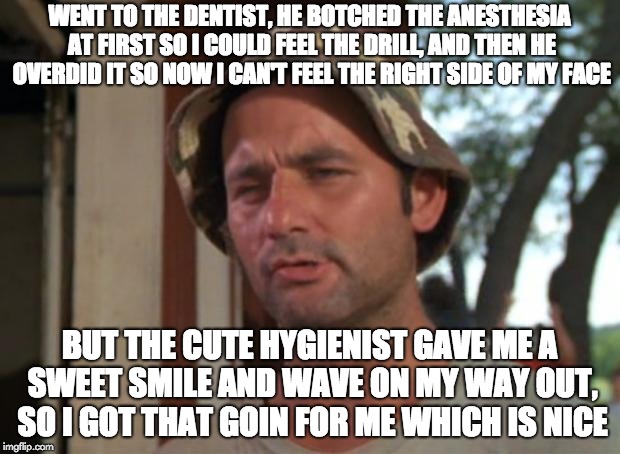 WENT TO THE DENTIST, HE BOTCHED THE ANESTHESIA
AT FIRST SO I COULD FEEL THE DRILL, AND THEN HE
OVERDID IT SO NOW I CAN'T FEEL THE RIGHT SIDE OF MY FACE
BUT THE CUTE HYGIENIST GAVE ME A
SWEET SMILE AND WAVE ON MY WAY OUT,
SO I GOT THAT GOIN FOR ME WHICH IS NICE
imgflip.com